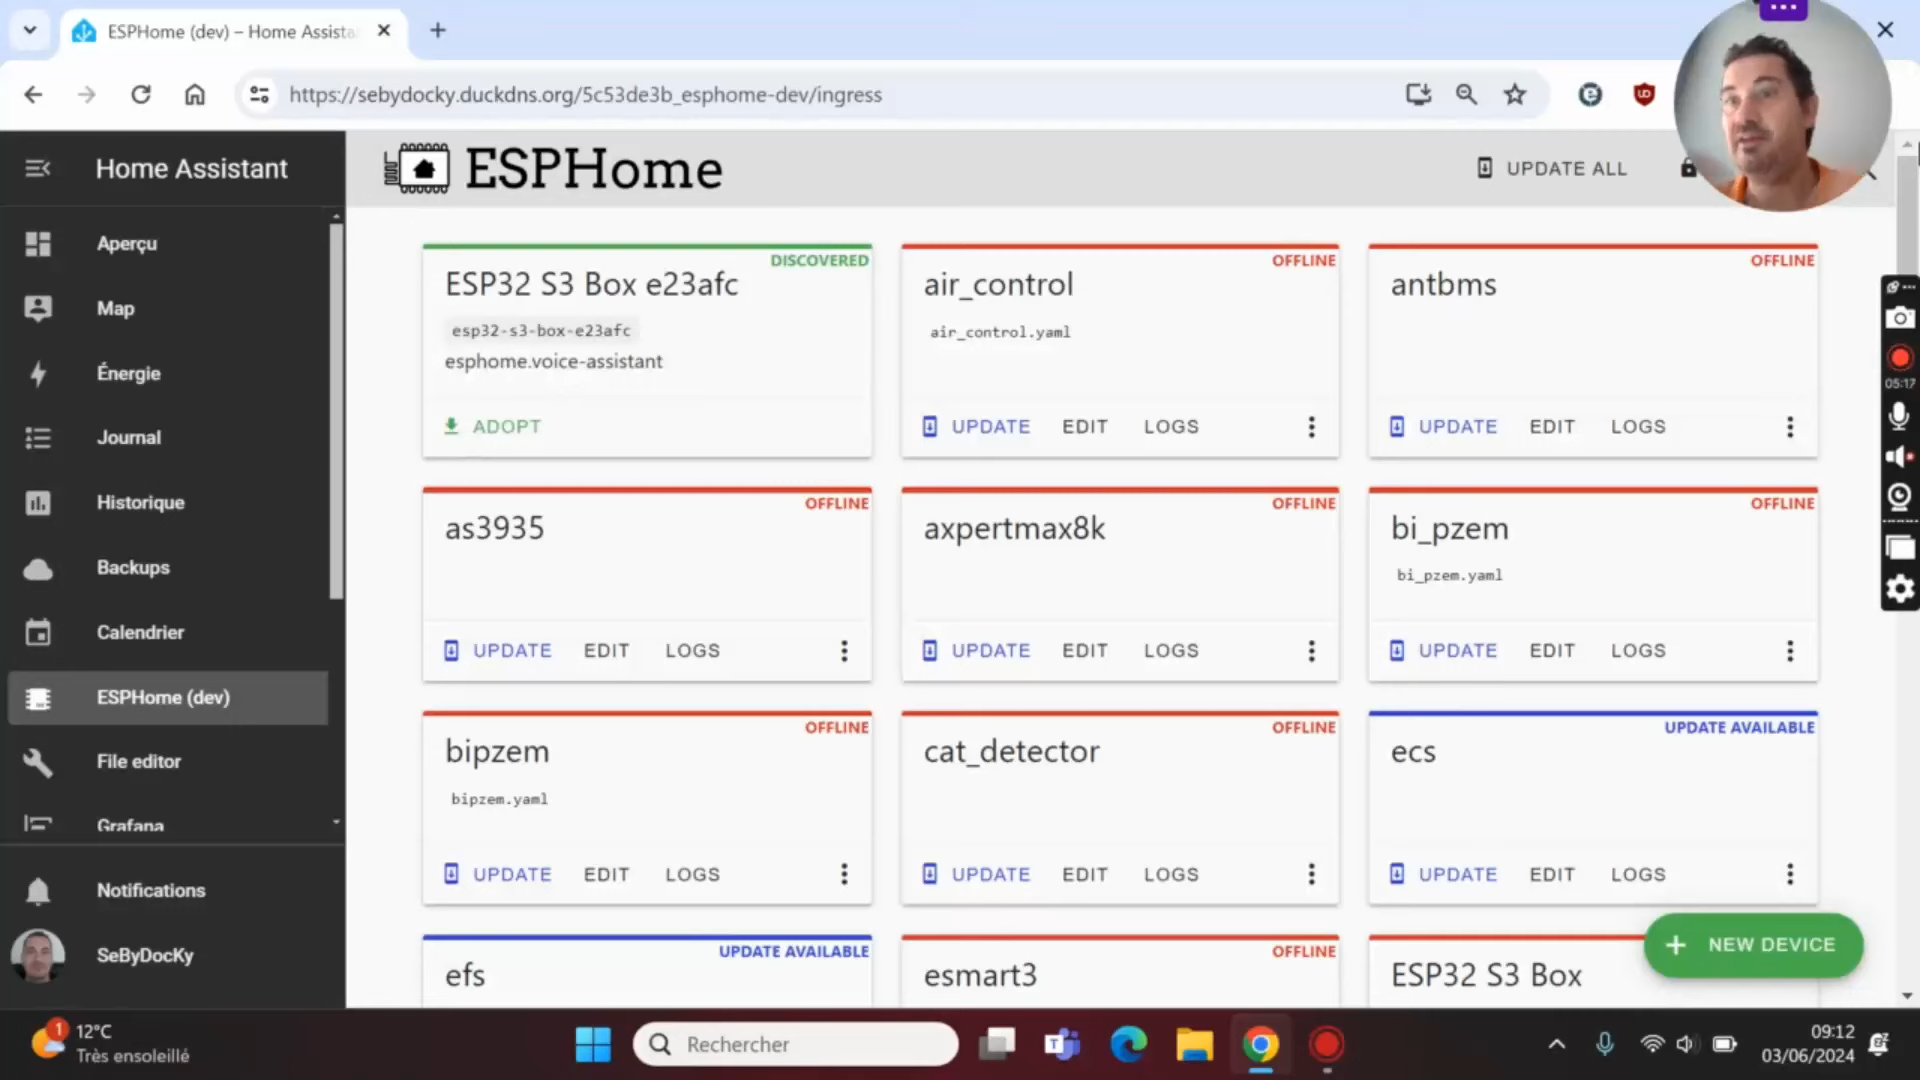 ESPHome (dev) – Home Assista
https://sebydocky.duckdns.org/5c53de3b_esphome-dev/ingress
Home Assistant
ESPHome
UPDATE ALL
Aperçu
Map
Énergie
Journal
Historique
Backups
Calendrier
ESPHome (dev)
File editor
Grafana
Notifications
SeByDocKy
DISCOVERED
ESP32 S3 Box e23afc
esp32-s3-box-e23afc
esphome.voice-assistant
ADOPT
OFFLINE
air_control
air_control.yaml
UPDATE EDIT LOGS
OFFLINE
antbms
UPDATE EDIT LOGS
OFFLINE
as3935
UPDATE EDIT LOGS
OFFLINE
axpertmax8k
UPDATE EDIT LOGS
OFFLINE
bi_pzem
bi_pzem.yaml
UPDATE EDIT LOGS
OFFLINE
bipzem
bipzem.yaml
UPDATE EDIT LOGS
OFFLINE
cat_detector
UPDATE EDIT LOGS
UPDATE AVAILABLE
ecs
UPDATE EDIT LOGS
UPDATE AVAILABLE
efs
OFFLINE
esmart3
ESP32 S3 Box
+ NEW DEVICE
05:17
1
12°C
Très ensoleillé
Rechercher
09:12
03/06/2024